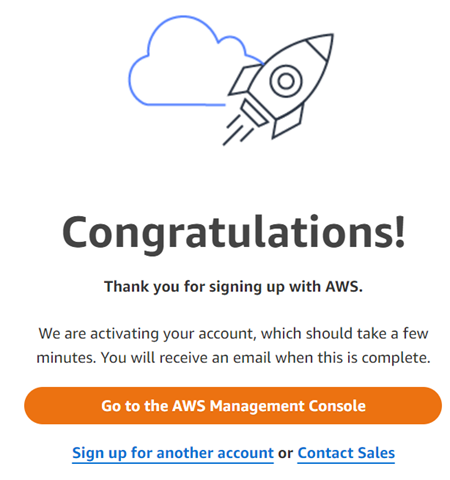 Congratulations!
Thank you for signing up with AWS.
We are activating your account, which should take a few
minutes. You will receive an email when this is complete.
Go to the AWS Management Console
Sign up for another account or Contact Sales